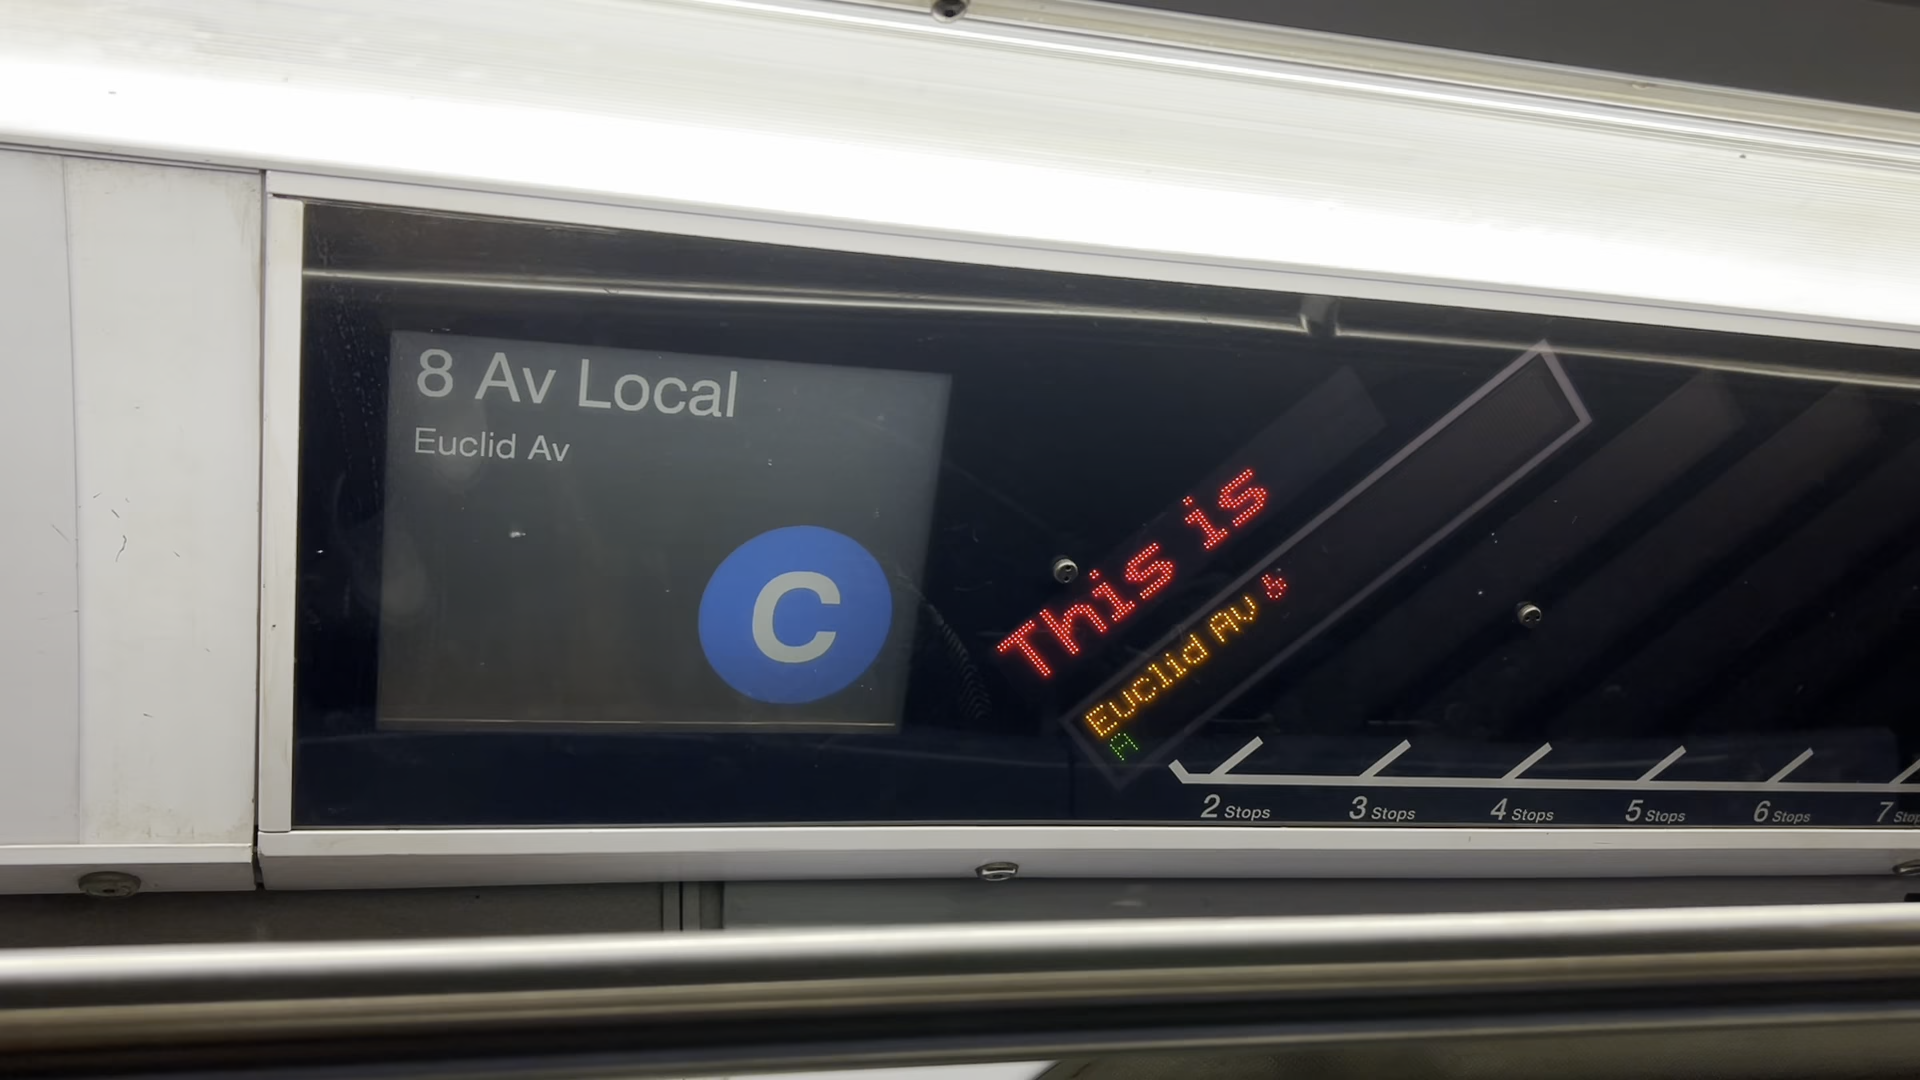 8 Av Local
Euclid Av
C
This is
Euclid Av ♿
A
2 Stops 3 Stops 4 Stops 5 Stops 6 Stops 7 Stop